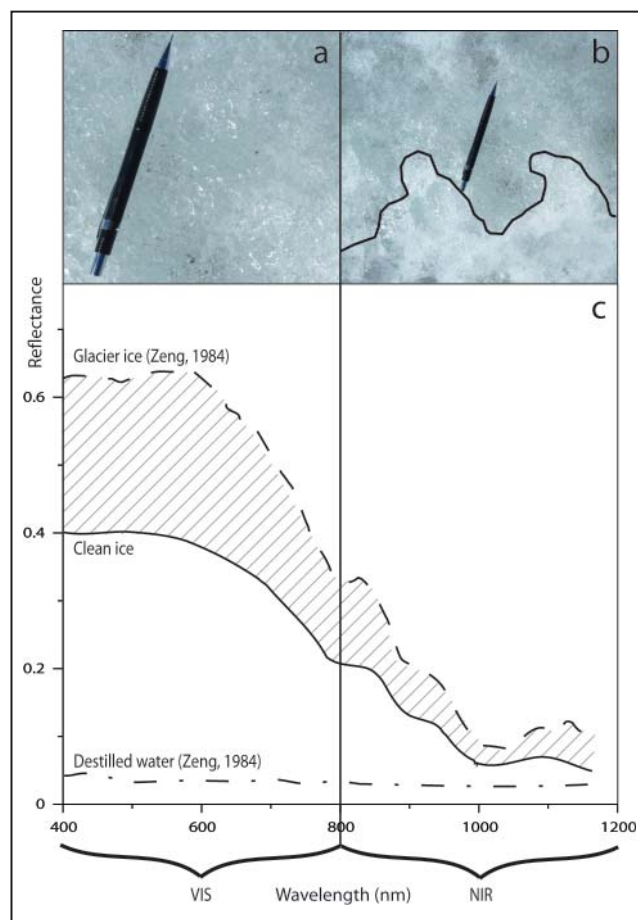 a
b
c
Reflectance
Glacier ice (Zeng, 1984)
0.6
0.4
Clean ice
0.2
Destilled water (Zeng, 1984)
0
400
600
800
1000
1200
VIS
Wavelength (nm)
NIR